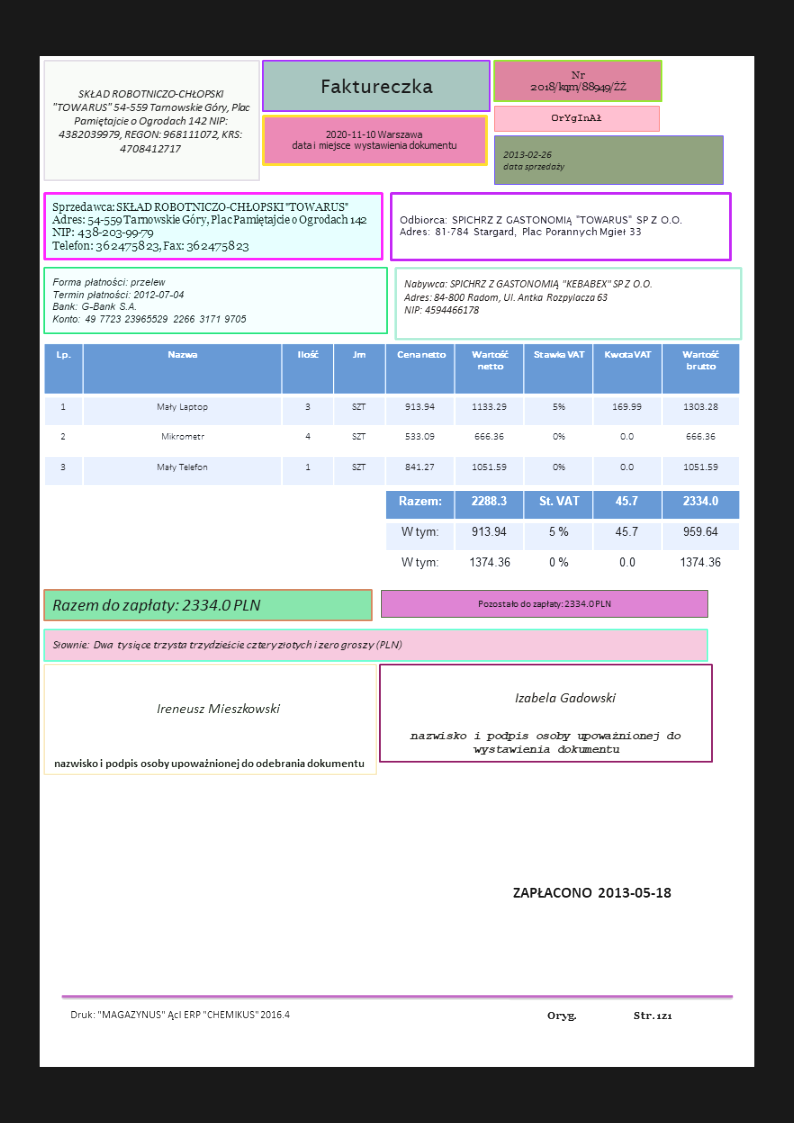 SKŁAD ROBOTNICZO-CHŁOPSKI
"TOWARUS" 54-559 Tarnowskie Góry, Plac
Pamiętajcie o Ogrodach 142 NIP:
4382039979, REGON: 968111072, KRS:
4708412717
Faktureczka
2020-11-10 Warszawa
data i miejsce wystawienia dokumentu
Nr
2018/kqm/88949/ŻŻ
OrYgInAł
2013-02-26
data sprzedaży
Sprzedawca: SKŁAD ROBOTNICZO-CHŁOPSKI "TOWARUS"
Adres: 54-559 Tarnowskie Góry, Plac Pamiętajcie o Ogrodach 142
NIP: 438-203-99-79
Telefon: 362475823, Fax: 362475823
Odbiorca: SPICHRZ Z GASTONOMIĄ "TOWARUS" SP Z O.O.
Adres: 81-784 Stargard, Plac Porannych Mgieł 33
Forma płatności: przelew
Termin płatności: 2012-07-04
Bank: G-Bank S.A.
Konto: 49 7723 23965529 2266 3171 9705
Nabywca: SPICHRZ Z GASTONOMIĄ "KEBABEX" SP Z O.O.
Adres: 84-800 Radom, Ul. Antka Rozpylacza 63
NIP: 4594466178
Lp. Nazwa Ilość Jm Cena netto Wartość netto Stawka VAT Kwota VAT Wartość brutto
1 Mały Laptop 3 SZT 913.94 1133.29 5% 169.99 1303.28
2 Mikrometr 4 SZT 533.09 666.36 0% 0.0 666.36
3 Mały Telefon 1 SZT 841.27 1051.59 0% 0.0 1051.59
Razem: 2288.3 St. VAT 45.7 2334.0
W tym: 913.94 5 % 45.7 959.64
W tym: 1374.36 0 % 0.0 1374.36
Razem do zapłaty: 2334.0 PLN
Pozostało do zapłaty: 2334.0 PLN
Słownie: Dwa tysiące trzysta trzydzieście cztery złotych i zero groszy (PLN)
Ireneusz Mieszkowski
nazwisko i podpis osoby upoważnionej do odebrania dokumentu
Izabela Gadowski
nazwisko i podpis osoby upoważnionej do
wystawienia dokumentu
ZAPŁACONO 2013-05-18
Druk: "MAGAZYNUS" Ącl ERP "CHEMIKUS" 2016.4
Oryg.
Str. 1z1